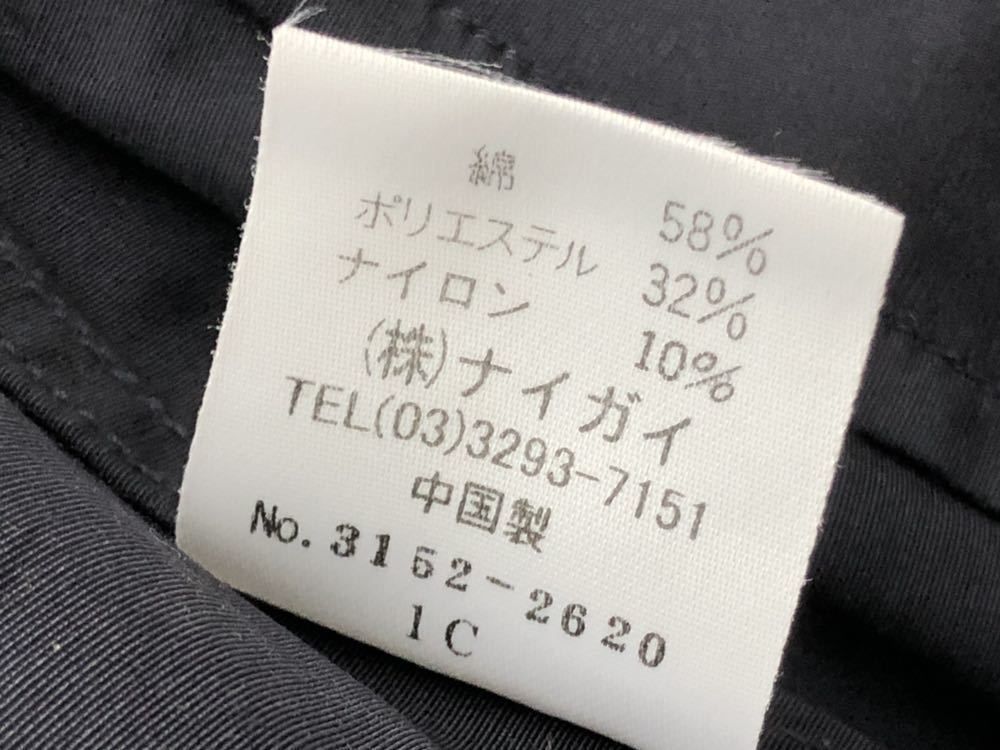 綿 58%
ポリエステル 32%
ナイロン 10%
(株)ナイガイ
TEL(03)3293-7151
中国製
No. 3152-2620
1C